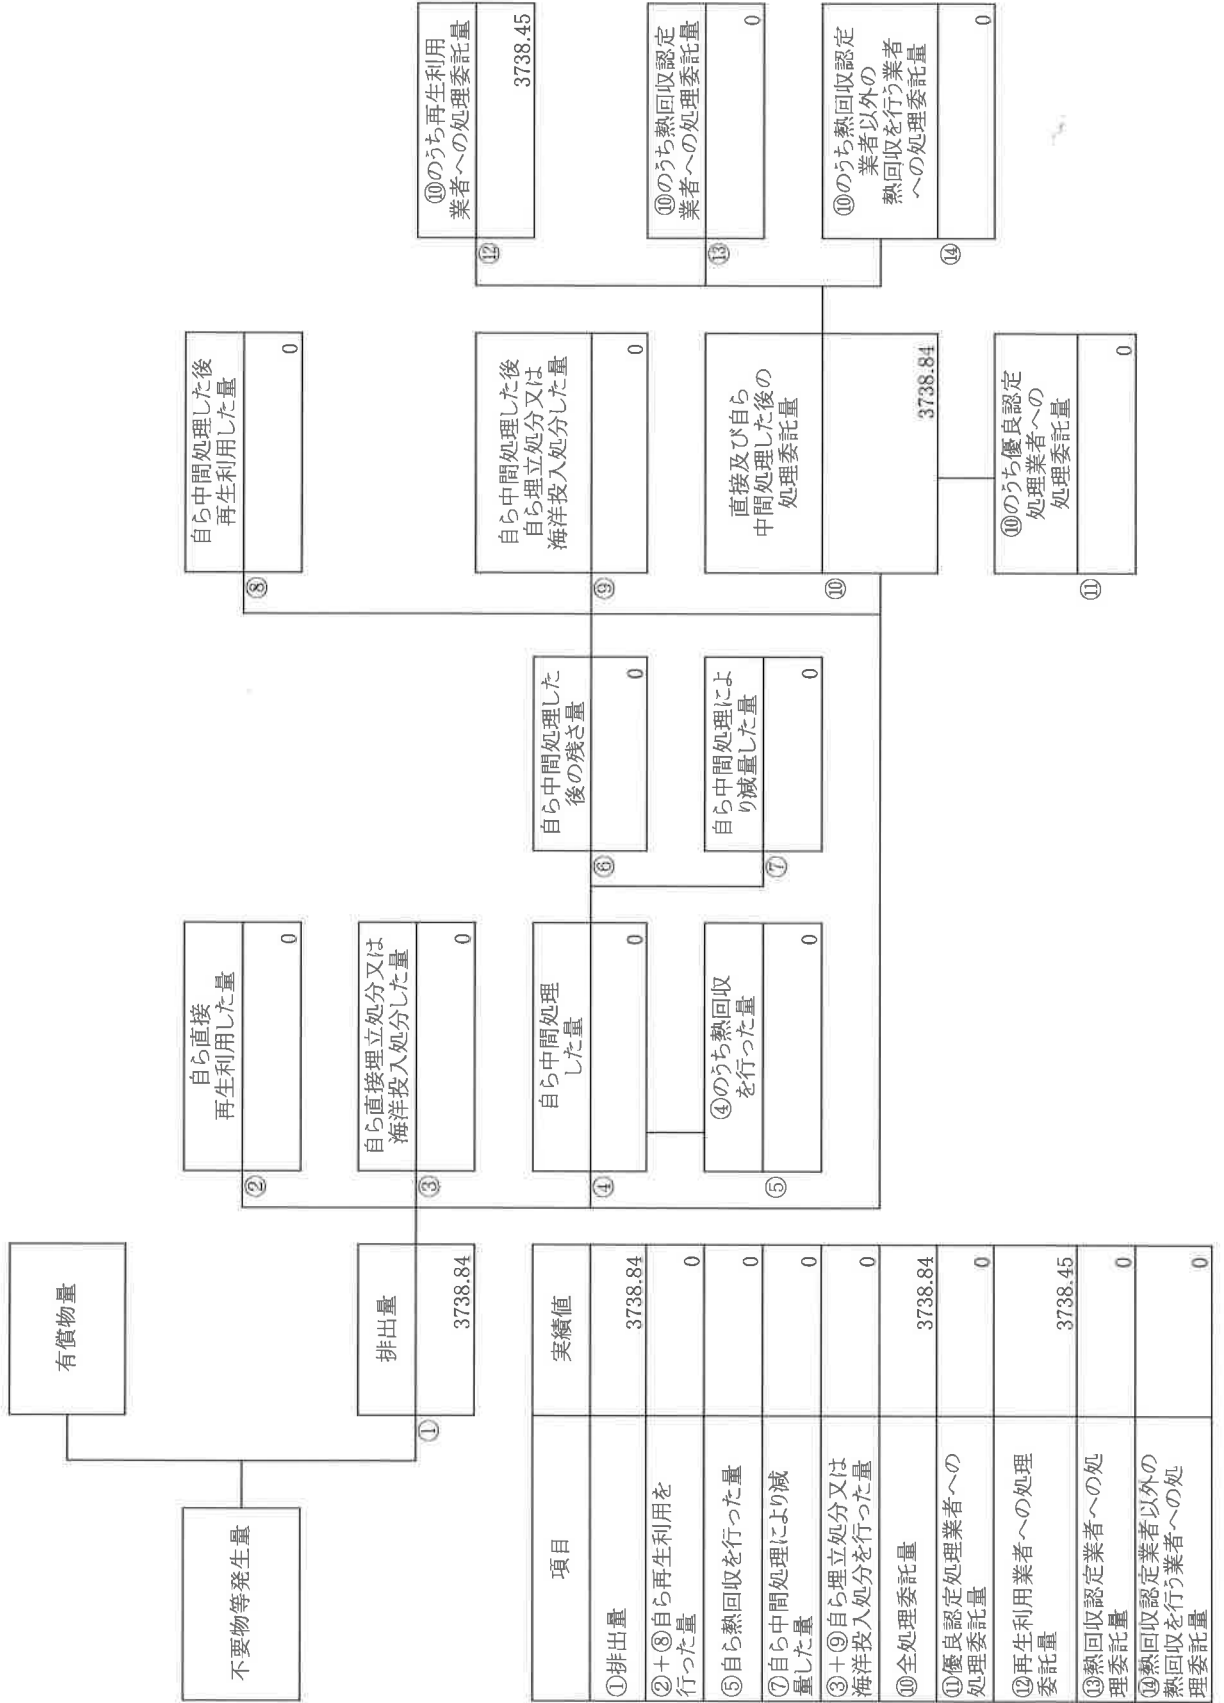 不要物等発生量
有償物量
①
排出量
3738.84
②
自ら直接
再生利用した量
0
③
自ら直接埋立処分又は
海洋投入処分した量
0
④
自ら中間処理
した量
0
⑤
④のうち熱回収
を行った量
0
⑥
自ら中間処理した
後の残さ量
0
⑦
自ら中間処理によ
り減量した量
0
⑧
自ら中間処理した後
再生利用した量
0
⑨
自ら中間処理した後
自ら埋立処分又は
海洋投入処分した量
0
⑩
直接及び自ら
中間処理した後の
処理委託量
3738.84
⑪
⑩のうち優良認定
処理業者への
処理委託量
0
⑫
⑩のうち再生利用
業者への処理委託量
3738.45
⑬
⑩のうち熱回収認定
業者への処理委託量
0
⑭
⑩のうち熱回収認定
業者以外の
熱回収を行う業者
への処理委託量
0
項目
実績値
①排出量
3738.84
②+⑧自ら再生利用を
行った量
0
⑤自ら熱回収を行った量
0
⑦自ら中間処理により減
量した量
0
③+⑨自ら埋立処分又は
海洋投入処分を行った量
0
⑩全処理委託量
3738.84
⑪優良認定処理業者への
処理委託量
0
⑫再生利用業者への処理
委託量
3738.45
⑬熱回収認定業者への処
理委託量
0
⑭熱回収認定業者以外の
熱回収を行う業者への処
理委託量
0